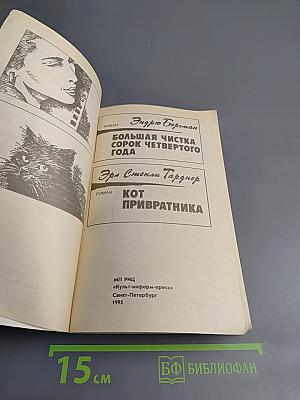 РОМАН Эндрю Бергман
БОЛЬШАЯ ЧИСТКА
СОРОК ЧЕТВЕРТОГО
ГОДА
Эрл Стенли Гарднер
РОМАН
КОТ
ПРИВРАТНИКА
МП РИЦ
«Культ-информ-пресс»
Санкт-Петербург
1995
15 см
БФ БИБЛИОФАН